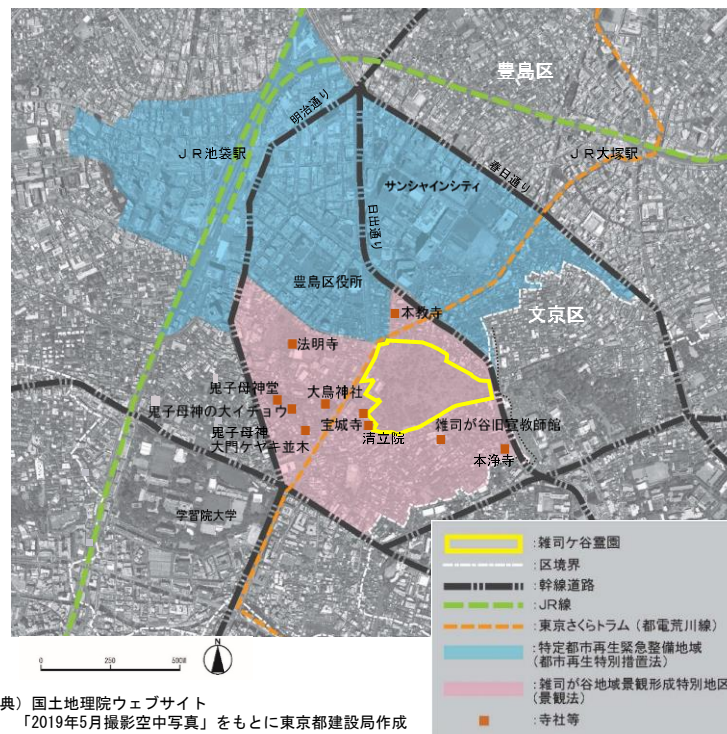 豊島区
明治通り
JR池袋駅
JR大塚駅
春日通り
サンシャインシティ
日出通り
豊島区役所
文京区
本教寺
法明寺
鬼子母神堂
大鳥神社
鬼子母神の大イチョウ
宝城寺
雑司が谷旧宣教師館
鬼子母神
大門ケヤキ並木
清立院
本浄寺
学習院大学
:雑司ケ谷霊園
:区境界
:幹線道路
:JR線
:東京さくらトラム(都電荒川線)
:特定都市再生緊急整備地域
(都市再生特別措置法)
:雑司が谷地域景観形成特別地区
(景観法)
:寺社等
0 250 500m
N
典)国土地理院ウェブサイト
「2019年5月撮影空中写真」をもとに東京都建設局作成